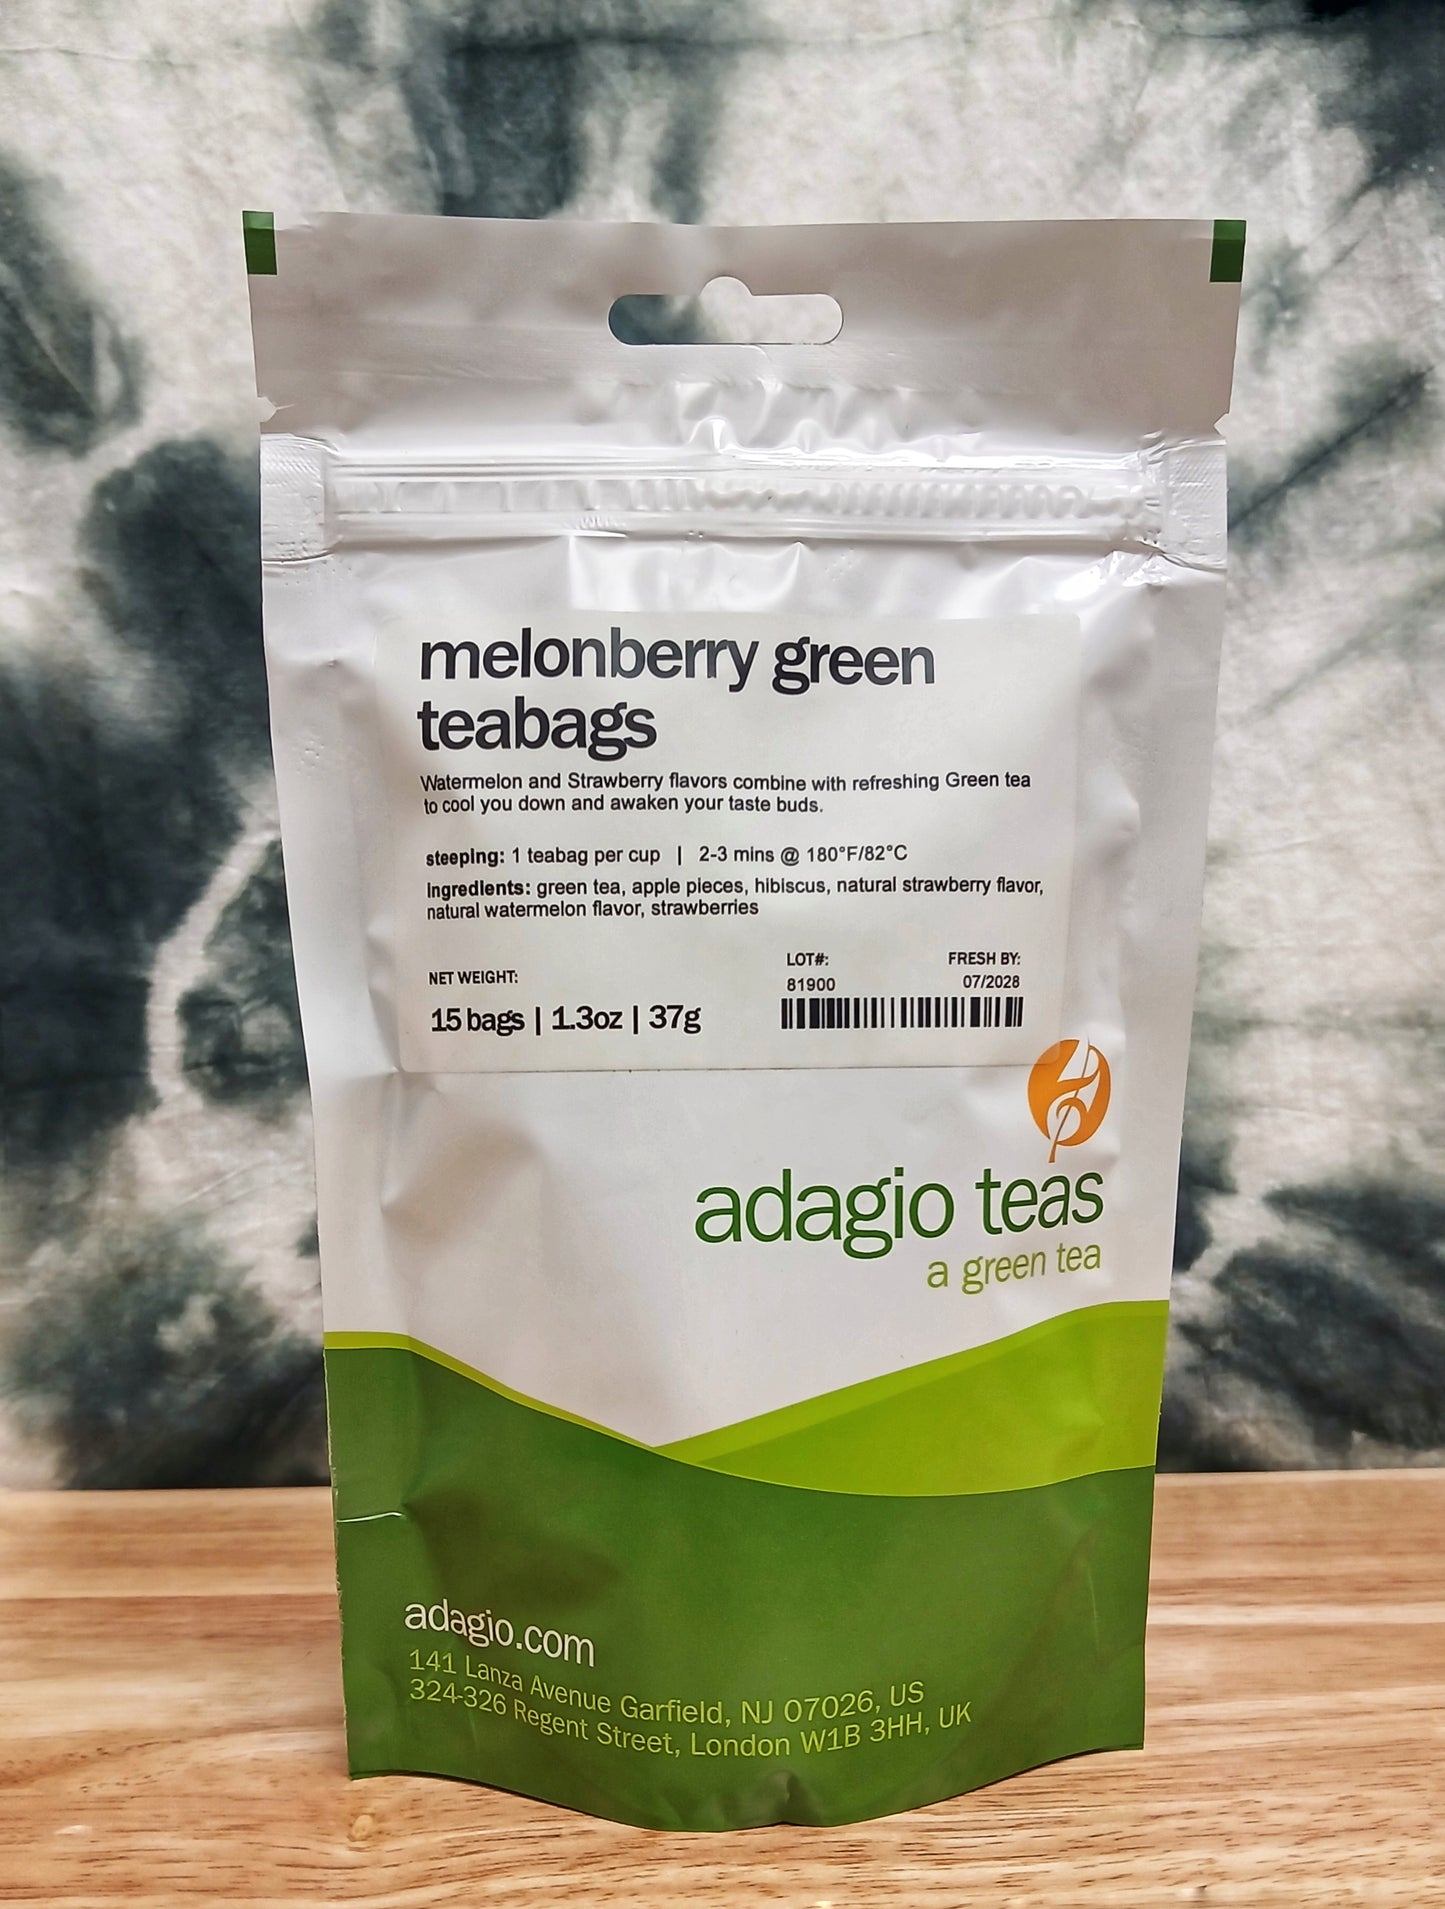 melonberry green
teabags
Watermelon and Strawberry flavors combine with refreshing Green tea
to cool you down and awaken your taste buds.
steeping: 1 teabag per cup | 2-3 mins @ 180°F/82°C
Ingredients: green tea, apple pieces, hibiscus, natural strawberry flavor,
natural watermelon flavor, strawberries
LOT#: FRESH BY:
NET WEIGHT:
81900 07/2028
15 bags | 1.3oz | 37g
adagio teas
a green tea
adagio.com
141 Lanza Avenue Garfield, NJ 07026, US
324-326 Regent Street, London W1B 3HH, UK